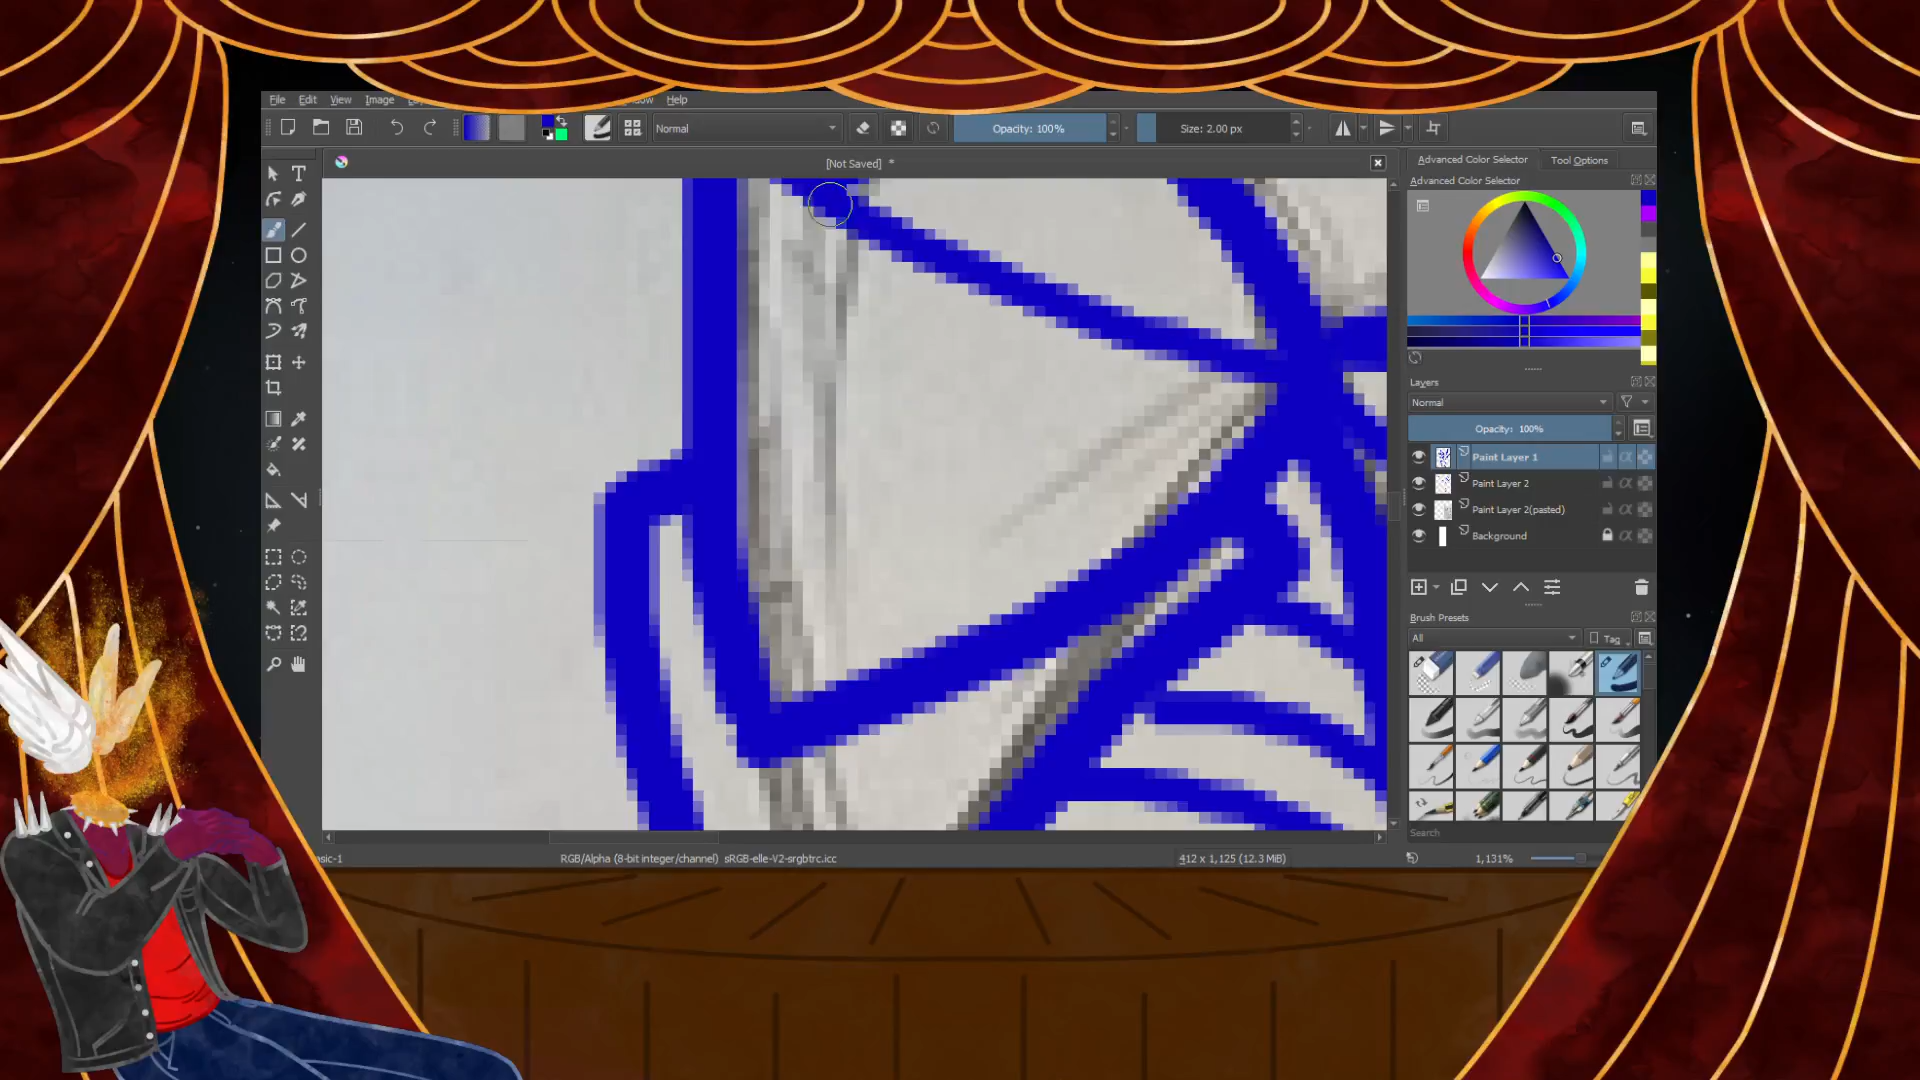 File Edit View Image Help
Normal
Opacity: 100%
Size: 2.00 px
[Not Saved] *
Advanced Color Selector
Tool Options
Advanced Color Selector
Layers
Normal
Opacity: 100%
Paint Layer 1
Paint Layer 2
Paint Layer 2(pasted)
Background
Brush Presets
All
Tag
Search
RGB/Alpha (8-bit integer/channel) sRGB-elle-V2-srgbtrc.icc
412 x 1,125 (12.3 MiB)
1,131%